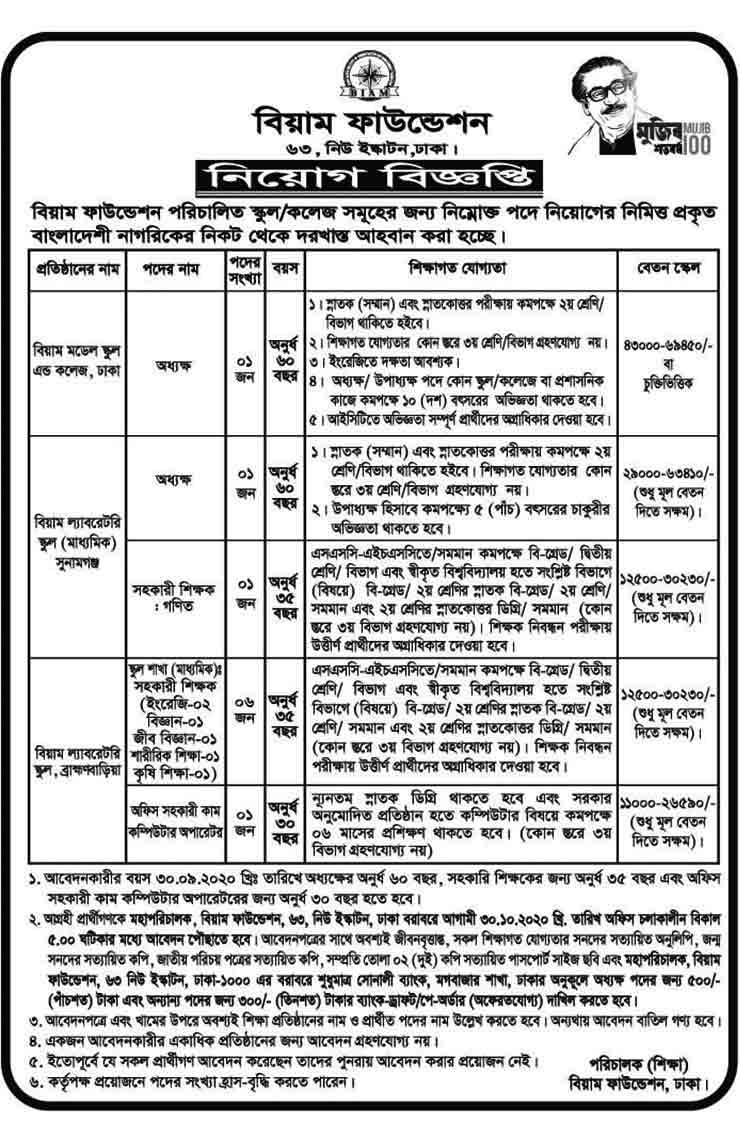 BIAM
বিয়াম ফাউন্ডেশন
৬৩, নিউ ইস্কাটন,ঢাকা।
মুজিব
শতবর্ষ
MUJIB
100
নিয়োগ বিজ্ঞপ্তি
বিয়াম ফাউন্ডেশন পরিচালিত স্কুল/কলেজ সমূহের জন্য নিম্নোক্ত পদে নিয়োগের নিমিত্ত প্রকৃত
বাংলাদেশী নাগরিকের নিকট থেকে দরখাস্ত আহবান করা হচ্ছে।
প্রতিষ্ঠানের নাম
পদের নাম
পদের
সংখ্যা
বয়স
শিক্ষাগত যোগ্যতা
বেতন স্কেল
বিয়াম মডেল স্কুল
এন্ড কলেজ, ঢাকা
অধ্যক্ষ
০১
জন
অনুর্ধ
৬০
বছর
১। স্নাতক (সম্মান) এবং স্নাতকোত্তর পরীক্ষায় কমপক্ষে ২য় শ্রেণি/
বিভাগ থাকিতে হইবে।
২। শিক্ষাগত যোগ্যতার কোন স্তরে ৩য় শ্রেণি/বিভাগ গ্রহণযোগ্য নয়।
৩। ইংরেজিতে দক্ষতা আবশ্যক।
৪। অধ্যক্ষ/ উপাধ্যক্ষ পদে কোন স্কুল/কলেজে বা প্রশাসনিক
কাজে কমপক্ষে ১০ (দশ) বৎসরের অভিজ্ঞতা থাকতে হবে।
৫। আইসিটিতে অভিজ্ঞতা সম্পূর্ণ প্রার্থীদের অগ্রাধিকার দেওয়া হবে।
৪৩০০০-৬৯৪৫০/-
বা
চুক্তিভিত্তিক
বিয়াম ল্যাবরেটরি
স্কুল (মাধ্যমিক)
সুনামগঞ্জ
অধ্যক্ষ
০১
জন
অনুর্ধ
৬০
বছর
১। স্নাতক (সম্মান) এবং স্নাতকোত্তর পরীক্ষায় কমপক্ষে ২য়
শ্রেণি/বিভাগ থাকিতে হইবে। শিক্ষাগত যোগ্যতার কোন
স্তরে ৩য় শ্রেণি/বিভাগ গ্রহণযোগ্য নয়।
২। উপাধ্যক্ষ হিসাবে কমপক্ষ্যে ৫ (পাঁচ) বৎসরের চাকুরীর
অভিজ্ঞতা থাকতে হবে।
২৯০০০-৬৩৪১০/-
(শুধু মূল বেতন
দিতে সক্ষম)।
সহকারী শিক্ষক
: গণিত
০১
জন
অনুর্ধ
৩৫
বছর
এসএসসি-এইচএসসিতে/সমমান কমপক্ষে বি-গ্রেড/ দ্বিতীয়
শ্রেণি/ বিভাগ এবং স্বীকৃত বিশ্ববিদ্যালয় হতে সংশ্লিষ্ট বিভাগে
(বিষয়ে) বি-গ্রেড/ ২য় শ্রেণির স্নাতক বি-গ্রেড/ ২য় শ্রেণি/
সমমান এবং ২য় শ্রেণির স্নাতকোত্তর ডিগ্রি/ সমমান (কোন
স্তরে ৩য় বিভাগ গ্রহণযোগ্য নয়)। শিক্ষক নিবন্ধন পরীক্ষায়
উত্তীর্ণ প্রার্থীদের অগ্রাধিকার দেওয়া হবে।
১২৫০০-৩০২৩০/-
(শুধু মূল বেতন
দিতে সক্ষম)।
বিয়াম ল্যাবরেটরি
স্কুল, ব্রাহ্মণবাড়িয়া
স্কুল শাখা (মাধ্যমিক)ঃ
সহকারী শিক্ষক
(ইংরেজি-০২
বিজ্ঞান-০১
জীব বিজ্ঞান-০১
শারীরিক শিক্ষা-০১
কৃষি শিক্ষা-০১)
০৬
জন
অনুর্ধ
৩৫
বছর
এসএসসি-এইচএসসিতে/সমমান কমপক্ষে বি-গ্রেড/ দ্বিতীয়
শ্রেণি/ বিভাগ এবং স্বীকৃত বিশ্ববিদ্যালয় হতে সংশ্লিষ্ট
বিভাগে (বিষয়ে) বি-গ্রেড/ ২য় শ্রেণির স্নাতক বি-গ্রেড/ ২য়
শ্রেণি/ সমমান এবং ২য় শ্রেণির স্নাতকোত্তর ডিগ্রি/ সমমান
(কোন স্তরে ৩য় বিভাগ গ্রহণযোগ্য নয়)। শিক্ষক নিবন্ধন
পরীক্ষায় উত্তীর্ণ প্রার্থীদের অগ্রাধিকার দেওয়া হবে।
১২৫০০-৩০২৩০/-
(শুধু মূল বেতন
দিতে সক্ষম)।
অফিস সহকারী কাম
কম্পিউটার অপারেটর
০১
জন
অনুর্ধ
৩০
বছর
ন্যূনতম স্নাতক ডিগ্রি থাকতে হবে এবং সরকার
অনুমোদিত প্রতিষ্ঠান হতে কম্পিউটার বিষয়ে কমপক্ষে
০৬ মাসের প্রশিক্ষণ থাকতে হবে। (কোন স্তরে ৩য়
বিভাগ গ্রহণযোগ্য নয়)
১১০০০-২৬৫৯০/-
(শুধু মূল বেতন
দিতে সক্ষম)।
১. আবেদনকারীর বয়স ৩০.০৯.২০২০ খ্রিঃ তারিখে অধ্যক্ষের অনুর্ধ ৬০ বছর, সহকারি শিক্ষকের জন্য অনুর্ধ ৩৫ বছর এবং অফিস
সহকারী কাম কম্পিউটার অপারেটরের জন্য অনুর্ধ ৩০ বছর হতে হবে।
২. আগ্রহী প্রার্থীগণকে মহাপরিচালক, বিয়াম ফাউন্ডেশন, ৬৩, নিউ ইস্কাটন, ঢাকা বরাবরে আগামী ৩০.১০.২০২০ খ্রি. তারিখ অফিস চলাকালীন বিকাল
৫.০০ ঘটিকার মধ্যে আবেদন পৌছাতে হবে। আবেদনপত্রের সাথে অবশ্যই জীবনবৃত্তান্ত, সকল শিক্ষাগত যোগ্যতার সনদের সত্যায়িত অনুলিপি, জন্ম
সনদের সত্যায়িত কপি, জাতীয় পরিচয় পত্রের সত্যায়িত কপি, সম্প্রতি তোলা ০২ (দুই) কপি সত্যায়িত পাসপোর্ট সাইজ ছবি এবং মহাপরিচালক, বিয়াম
ফাউন্ডেশন, ৬৩ নিউ ইস্কাটন, ঢাকা-১০০০ এর বরাবরে শুধুমাত্র সোনালী ব্যাংক, মগবাজার শাখা, ঢাকার অনুকূলে অধ্যক্ষ পদের জন্য ৫০০/-
(পাঁচশত) টাকা এবং অন্যান্য পদের জন্য ৩০০/- (তিনশত) টাকার ব্যাংক-ড্রাফট/পে-অর্ডার (অফেরতযোগ্য) দাখিল করতে হবে।
৩. আবেদনপত্রে এবং খামের উপরে অবশ্যই শিক্ষা প্রতিষ্ঠানের নাম ও প্রার্থীত পদের নাম উল্লেখ করতে হবে। অন্যথায় আবেদন বাতিল গণ্য হবে।
৪. একজন আবেদনকারীর একাধিক প্রতিষ্ঠানের জন্য আবেদন গ্রহণযোগ্য নয়।
৫. ইতোপূর্বে যে সকল প্রার্থীগণ আবেদন করেছেন তাদের পুনরায় আবেদন করার প্রয়োজন নেই।
৬. কর্তৃপক্ষ প্রয়োজনে পদের সংখ্যা হ্রাস-বৃদ্ধি করতে পারেন।
পরিচালক (শিক্ষা)
বিয়াম ফাউন্ডেশন, ঢাকা।